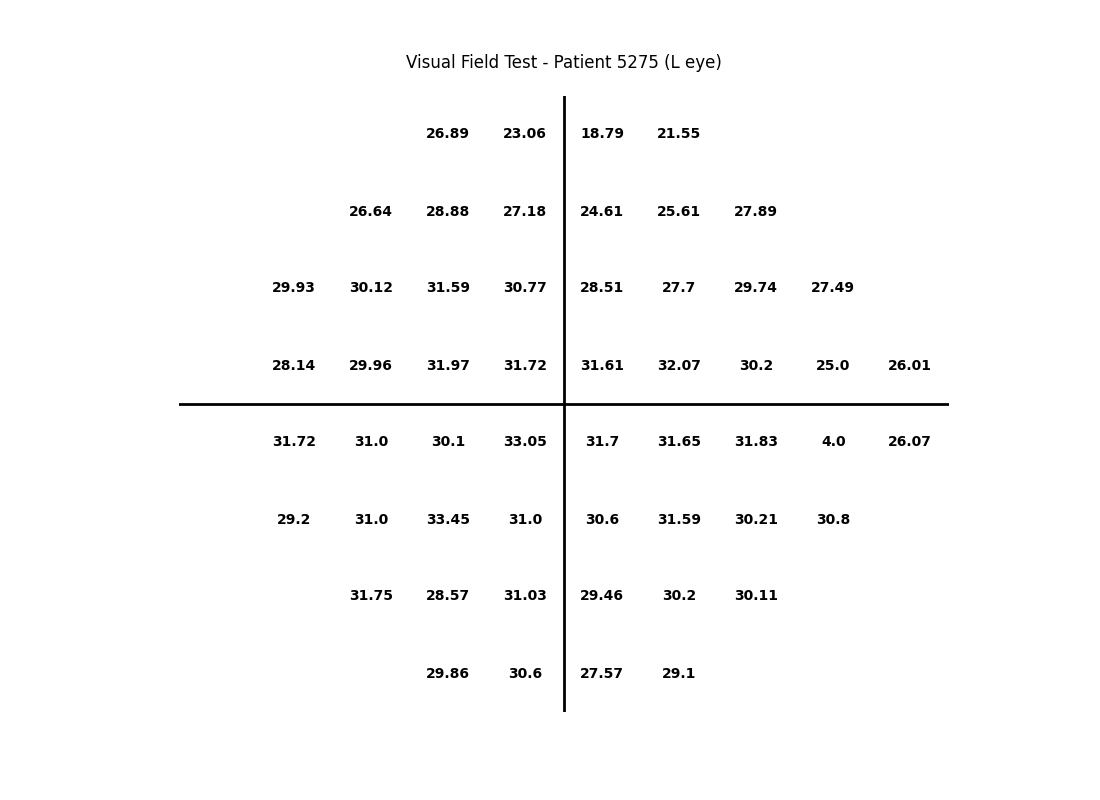 Visual Field Test - Patient 5275 (L eye)
26.89 23.06 18.79 21.55
26.64 28.88 27.18 24.61 25.61 27.89
29.93 30.12 31.59 30.77 28.51 27.7 29.74 27.49
28.14 29.96 31.97 31.72 31.61 32.07 30.2 25.0 26.01
31.72 31.0 30.1 33.05 31.7 31.65 31.83 4.0 26.07
29.2 31.0 33.45 31.0 30.6 31.59 30.21 30.8
31.75 28.57 31.03 29.46 30.2 30.11
29.86 30.6 27.57 29.1